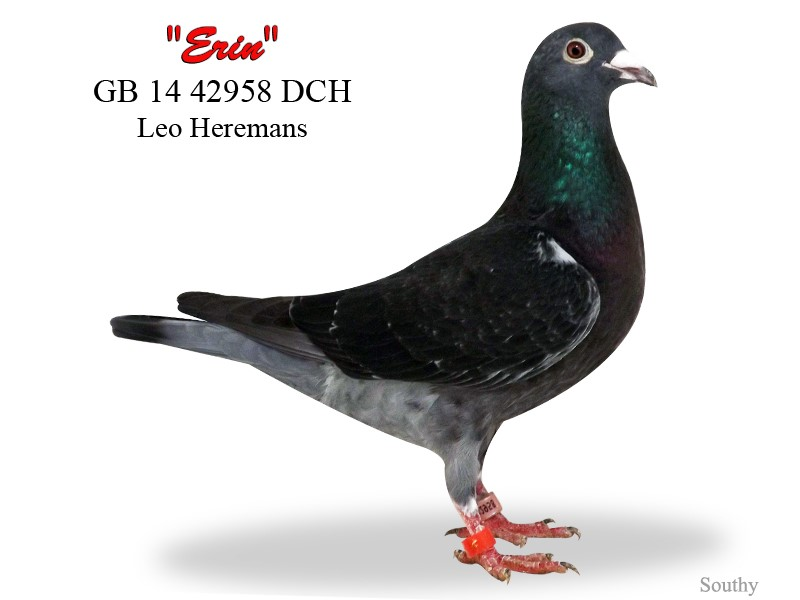 "Erin"
GB 14 42958 DCH
Leo Heremans
Southy